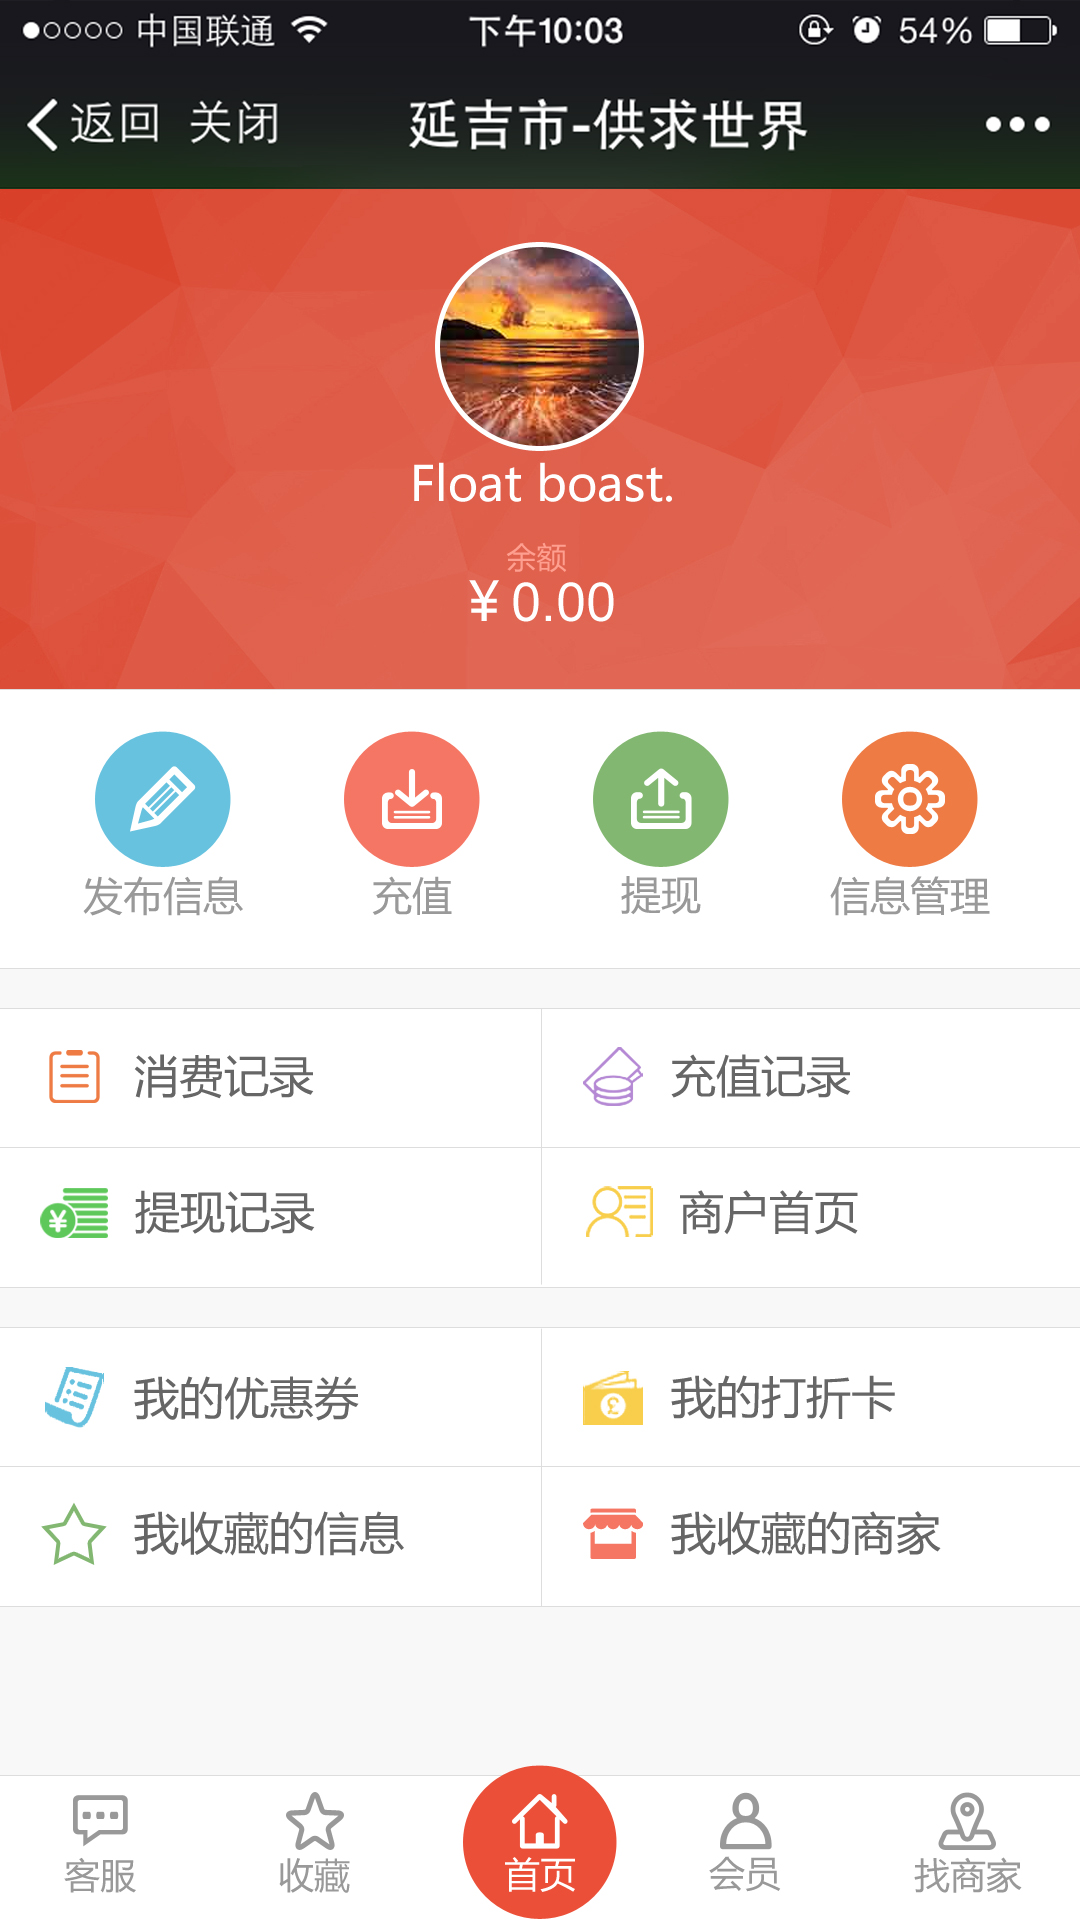 中国联通 下午10:03 54%
返回 关闭 延吉市-供求世界
Float boast.
余额
¥ 0.00
发布信息 充值 提现 信息管理
消费记录 充值记录
提现记录 商户首页
我的优惠券 我的打折卡
我收藏的信息 我收藏的商家
客服 收藏 首页 会员 找商家